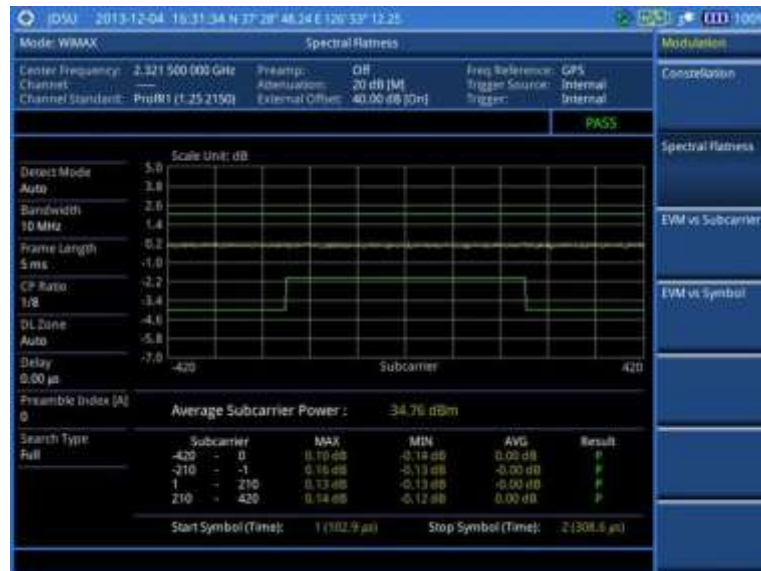 JDSU 2013-12-04 16:31:34 N 37° 28" 48.24 E 126° 53" 12.25 100%
Mode: WiMAX Spectral Flatness Modulation
Center Frequency: 2.321 500 000 GHz Preamp: Off Freq Reference: GPS
Channel: ---- Attenuation: 20 dB [M] Trigger Source: Internal
Channel Standard: Prof#1 (1.25 2150) External Offset: 40.00 dB [On] Trigger: Internal
PASS
Constellation
Spectral Flatness
EVM vs Subcarrier
EVM vs Symbol
Detect Mode
Auto
Bandwidth
10 MHz
Frame Length
5 ms
CP Ratio
1/8
DL Zone
Auto
Delay
0.00 µs
Preamble Index [A]
0
Search Type
Full
Scale Unit: dB
5.0
3.8
2.6
1.4
0.2
-1.0
-2.2
-3.4
-4.6
-5.8
-7.0
-420 Subcarrier 420
Average Subcarrier Power : 34.76 dBm
Subcarrier MAX MIN AVG Result
-420 - 0 0.10 dB -0.14 dB 0.00 dB P
-210 - -1 0.16 dB -0.13 dB -0.00 dB P
1 - 210 0.13 dB -0.13 dB -0.00 dB P
210 - 420 0.14 dB -0.12 dB 0.00 dB P
Start Symbol (Time): 1 (102.9 µs) Stop Symbol (Time): 2 (308.6 µs)